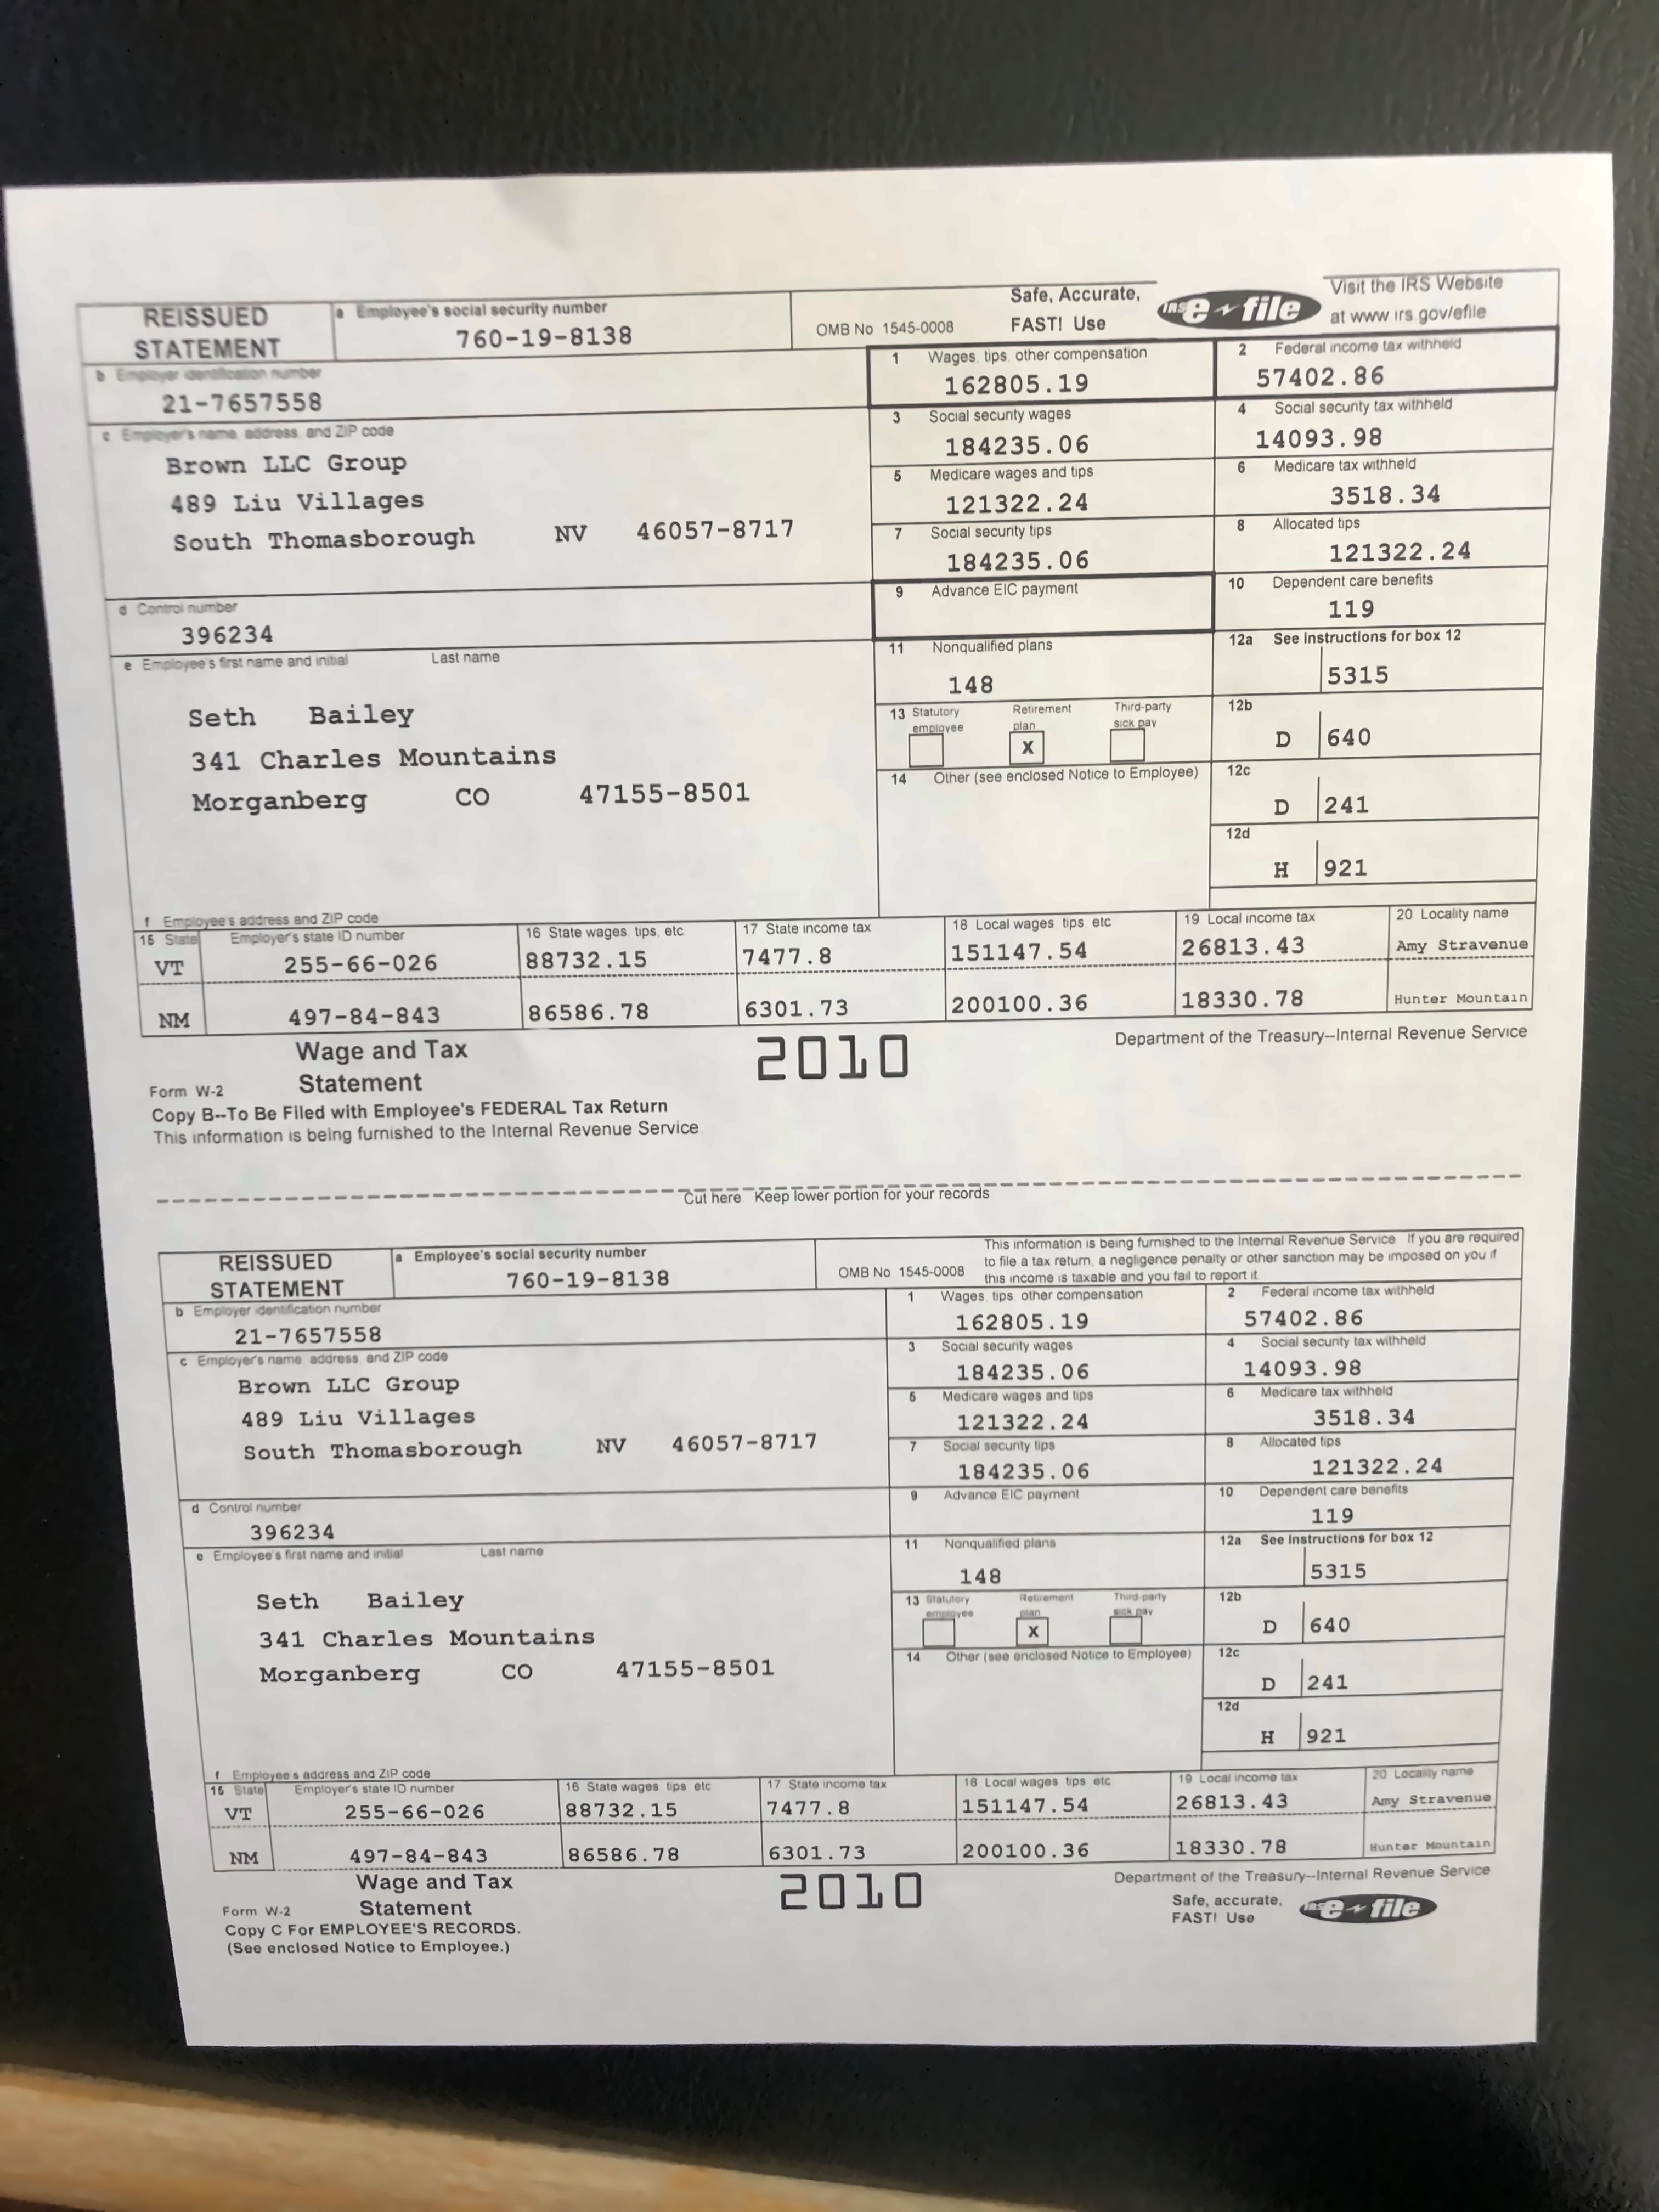 REISSUED STATEMENT
a Employee's social security number
760-19-8138
OMB No 1545-0008
Safe, Accurate,
FAST! Use
IRS e-file
Visit the IRS Website
at www irs gov/efile
b Employer identification number
21-7657558
1 Wages, tips, other compensation
162805.19
2 Federal income tax withheld
57402.86
c Employer's name, address, and ZIP code
Brown LLC Group
489 Liu Villages
South Thomasborough NV 46057-8717
3 Social security wages
184235.06
4 Social security tax withheld
14093.98
5 Medicare wages and tips
121322.24
6 Medicare tax withheld
3518.34
7 Social security tips
184235.06
8 Allocated tips
121322.24
d Control number
396234
9 Advance EIC payment
10 Dependent care benefits
119
e Employee's first name and initial Last name
Seth Bailey
341 Charles Mountains
Morganberg CO 47155-8501
11 Nonqualified plans
148
12a See instructions for box 12
5315
13 Statutory employee Retirement plan Third-party sick pay
X
12b
D 640
14 Other (see enclosed Notice to Employee)
12c
D 241
12d
H 921
f Employee's address and ZIP code
15 State Employer's state ID number 16 State wages, tips, etc 17 State income tax 18 Local wages tips, etc 19 Local income tax 20 Locality name
VT 255-66-026 88732.15 7477.8 151147.54 26813.43 Amy Stravenue
NM 497-84-843 86586.78 6301.73 200100.36 18330.78 Hunter Mountain
Form W-2 Wage and Tax Statement
2010
Department of the Treasury--Internal Revenue Service
Copy B--To Be Filed with Employee's FEDERAL Tax Return
This information is being furnished to the Internal Revenue Service
Cut here Keep lower portion for your records
REISSUED STATEMENT
a Employee's social security number
760-19-8138
OMB No 1545-0008
This information is being furnished to the Internal Revenue Service If you are required
to file a tax return, a negligence penalty or other sanction may be imposed on you if
this income is taxable and you fail to report it
b Employer identification number
21-7657558
1 Wages, tips, other compensation
162805.19
2 Federal income tax withheld
57402.86
c Employer's name, address, and ZIP code
Brown LLC Group
489 Liu Villages
South Thomasborough NV 46057-8717
3 Social security wages
184235.06
4 Social security tax withheld
14093.98
5 Medicare wages and tips
121322.24
6 Medicare tax withheld
3518.34
7 Social security tips
184235.06
8 Allocated tips
121322.24
d Control number
396234
9 Advance EIC payment
10 Dependent care benefits
119
e Employee's first name and initial Last name
Seth Bailey
341 Charles Mountains
Morganberg CO 47155-8501
11 Nonqualified plans
148
12a See instructions for box 12
5315
13 Statutory employee Retirement plan Third-party sick pay
X
12b
D 640
14 Other (see enclosed Notice to Employee)
12c
D 241
12d
H 921
f Employee's address and ZIP code
15 State Employer's state ID number 16 State wages tips, etc 17 State income tax 18 Local wages tips, etc 19 Local income tax 20 Locality name
VT 255-66-026 88732.15 7477.8 151147.54 26813.43 Amy Stravenue
NM 497-84-843 86586.78 6301.73 200100.36 18330.78 Hunter Mountain
Form W-2 Wage and Tax Statement
2010
Department of the Treasury--Internal Revenue Service
Copy C For EMPLOYEE'S RECORDS.
(See enclosed Notice to Employee.)
Safe, accurate,
FAST! Use
IRS e-file